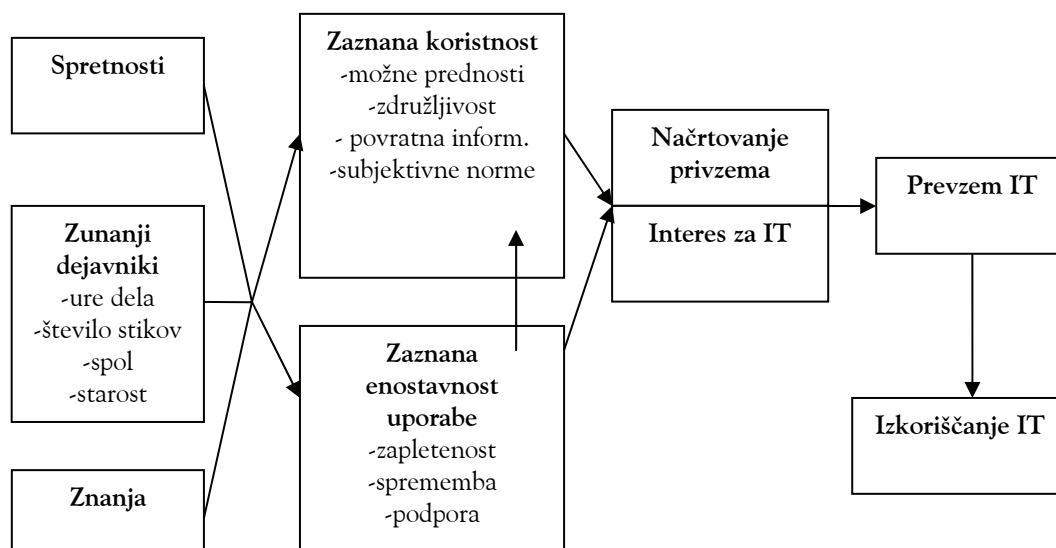 Spretnosti
Zunanji
dejavniki
-ure dela
-število stikov
-spol
-starost
Znanja
Zaznana koristnost
-možne prednosti
-združljivost
- povratna inform.
-subjektivne norme
Zaznana
enostavnost
uporabe
-zapletenost
-sprememba
-podpora
Načrtovanje
privzema
Interes za IT
Prevzem IT
Izkoriščanje IT